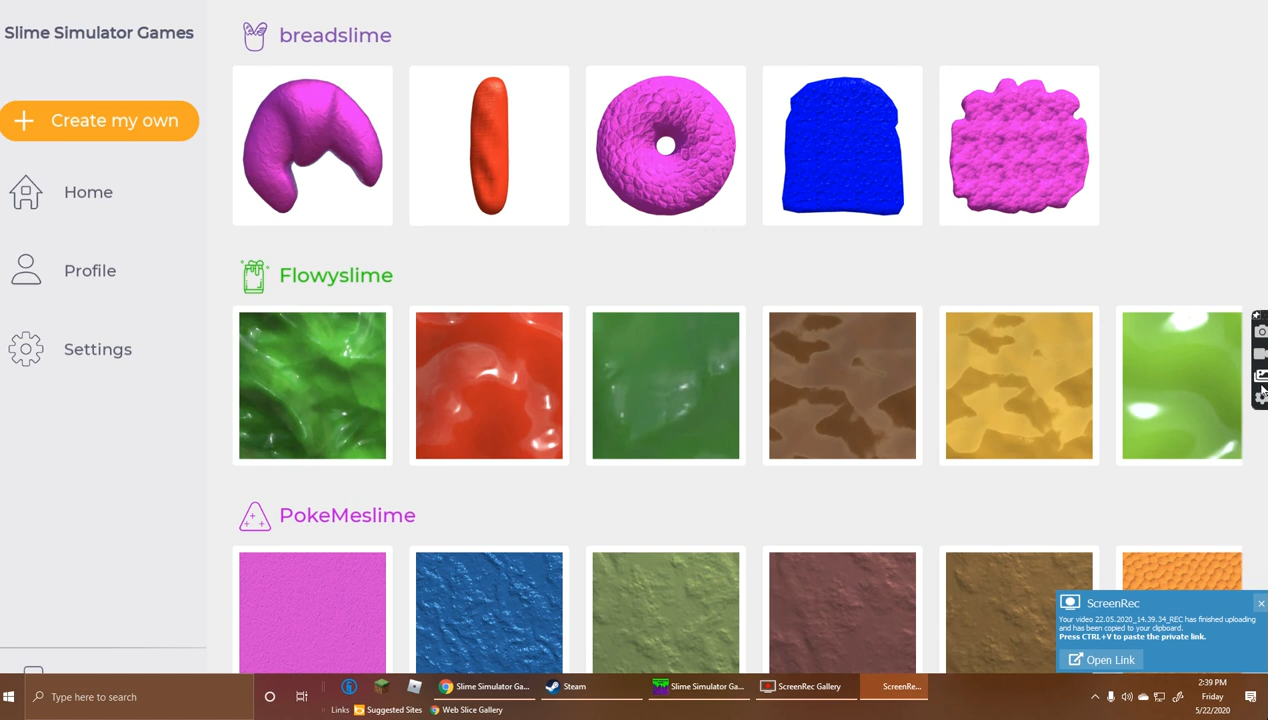 Slime Simulator Games
Create my own
Home
Profile
Settings
breadslime
Flowyslime
PokeMeslime
ScreenRec
Your video 22.05.2020_14.39.34_REC has finished uploading
and has been copied to your clipboard.
Press CTRL+V to paste the private link.
Open Link
Type here to search
Slime Simulator Ga...
Steam
Slime Simulator Ga...
ScreenRec Gallery
ScreenRe...
Links
Suggested Sites
Web Slice Gallery
2:39 PM
Friday
5/22/2020